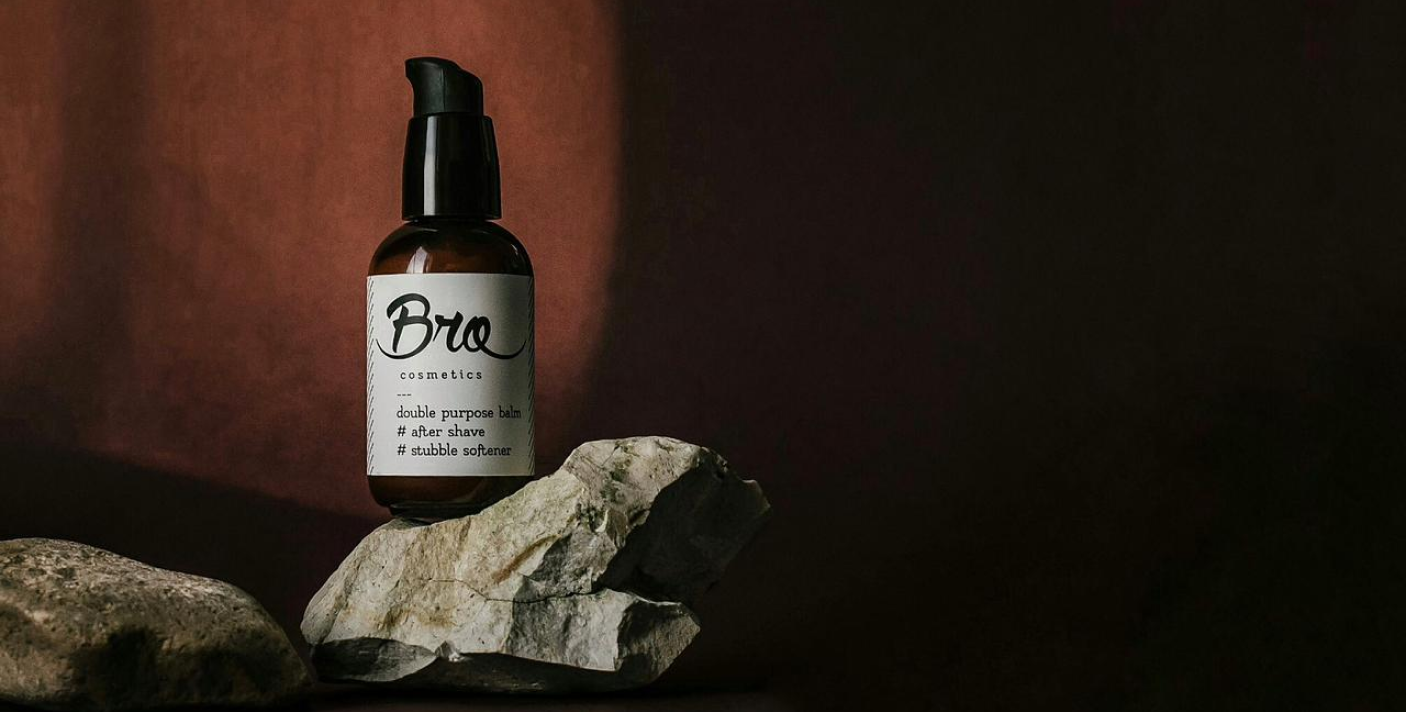 Bro
cosmetics
---
double purpose balm
# after shave
# stubble softener